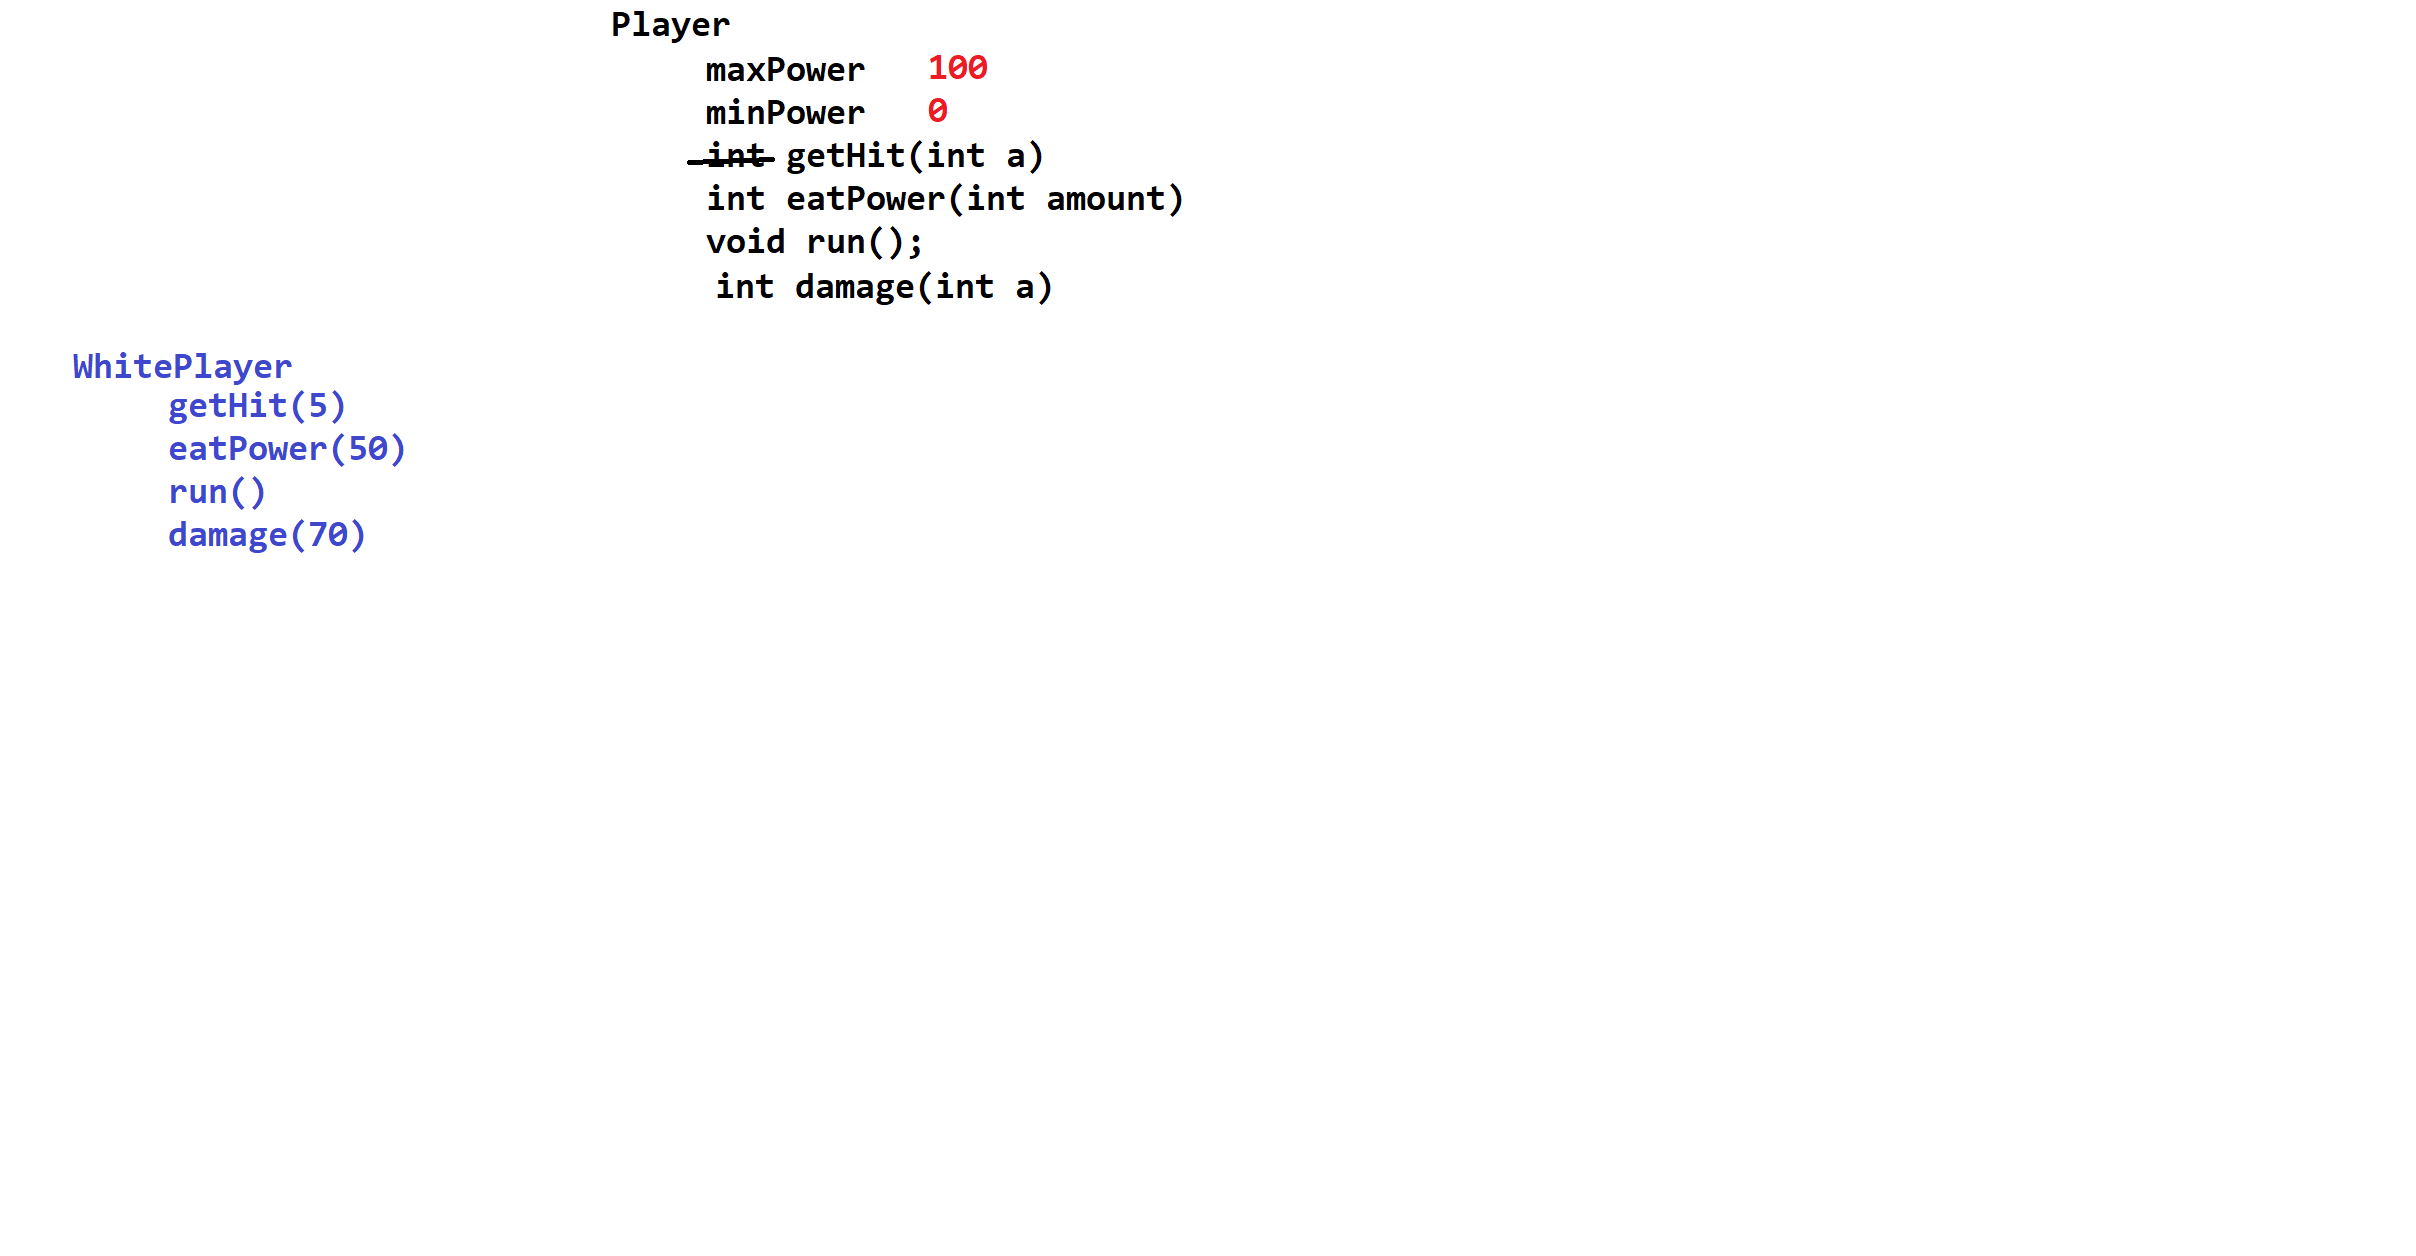 Player
maxPower 100
minPower 0
int getHit(int a)
int eatPower(int amount)
void run();
int damage(int a)
WhitePlayer
getHit(5)
eatPower(50)
run()
damage(70)